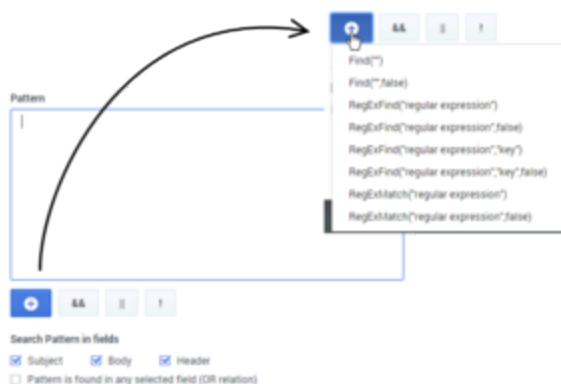 && || !
Find("")
Find("",false)
RegExFind("regular expression")
RegExFind("regular expression",false)
RegExFind("regular expression","key")
RegExFind("regular expression","key",false)
RegExMatch("regular expression")
RegExMatch("regular expression",false)
Pattern
&& || !
Search Pattern in fields
Subject Body Header
Pattern is found in any selected field (OR relation)